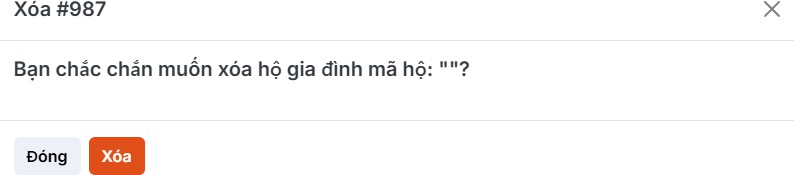 Xóa #987
Bạn chắc chắn muốn xóa hộ gia đình mã hộ: ""?
Đóng
Xóa